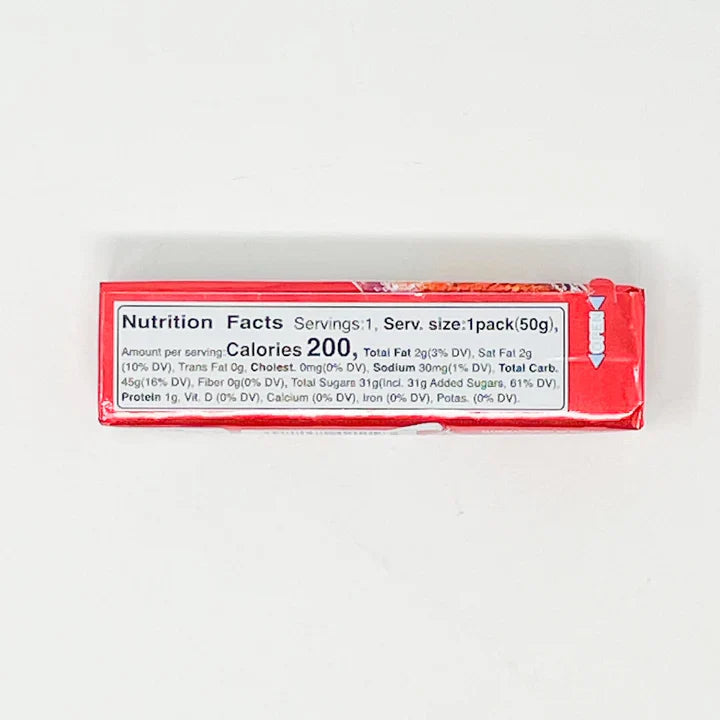 Nutrition Facts Servings:1, Serv. size:1pack(50g),
Amount per serving:Calories 200, Total Fat 2g(3% DV), Sat Fat 2g
(10% DV), Trans Fat 0g, Cholest. 0mg(0% DV), Sodium 30mg(1% DV), Total Carb.
45g(16% DV), Fiber 0g(0% DV), Total Sugars 31g(Incl. 31g Added Sugars, 61% DV),
Protein 1g, Vit. D (0% DV), Calcium (0% DV), Iron (0% DV), Potas. (0% DV).
OPEN